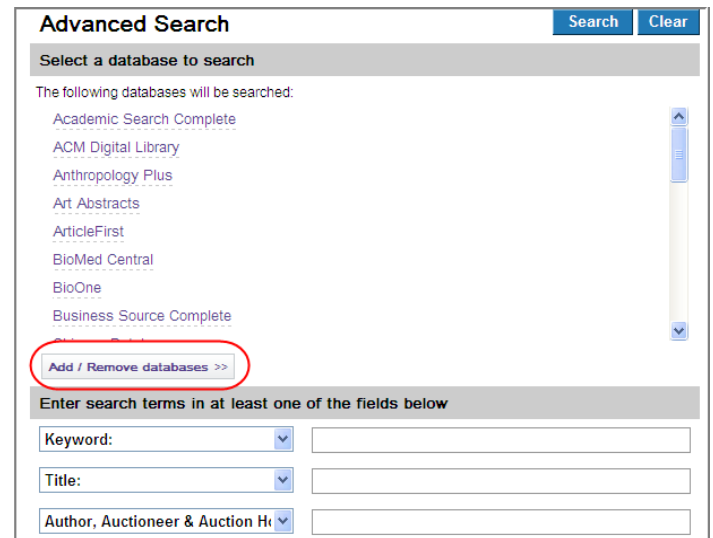 Advanced Search
Search
Clear
Select a database to search
The following databases will be searched:
Academic Search Complete
ACM Digital Library
Anthropology Plus
Art Abstracts
ArticleFirst
BioMed Central
BioOne
Business Source Complete
Add / Remove databases >>
Enter search terms in at least one of the fields below
Keyword:
Title:
Author, Auctioneer & Auction